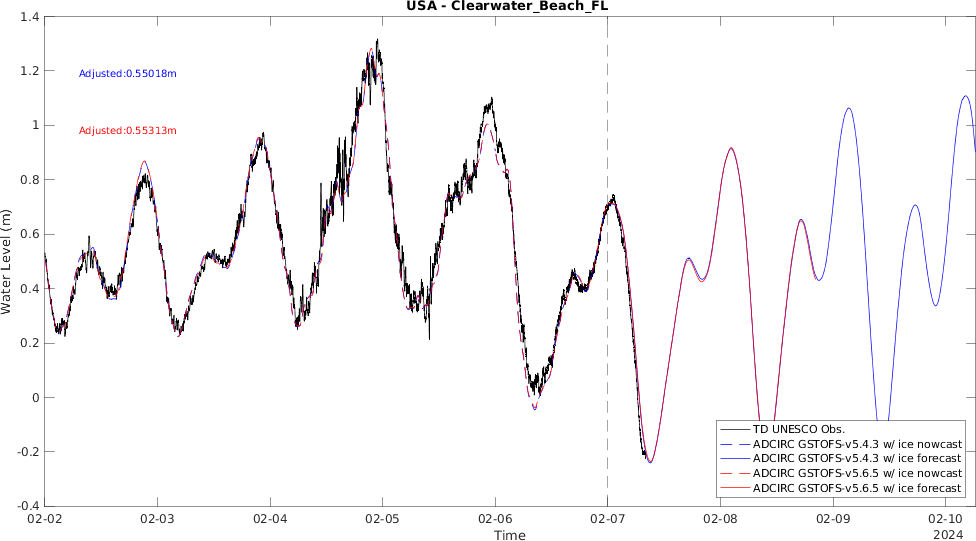 USA - Clearwater_Beach_FL
1.4
1.2
1
0.8
0.6
0.4
0.2
0
-0.2
-0.4
Water Level (m)
Adjusted:0.55018m
Adjusted:0.55313m
TD UNESCO Obs.
ADCIRC GSTOFS-v5.4.3 w/ ice nowcast
ADCIRC GSTOFS-v5.4.3 w/ ice forecast
ADCIRC GSTOFS-v5.6.5 w/ ice nowcast
ADCIRC GSTOFS-v5.6.5 w/ ice forecast
02-02 02-03 02-04 02-05 02-06 02-07 02-08 02-09 02-10
Time 2024